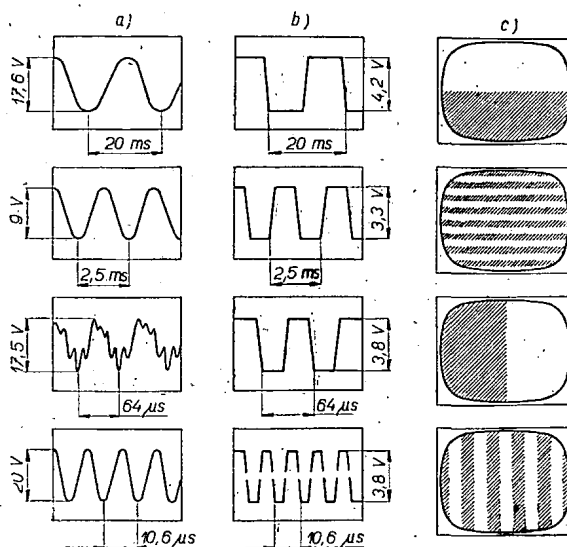 a) b) c)
17,6 V 4,2 V
20 ms 20 ms
9 V 3,3 V
2,5 ms 2,5 ms
17,5 V 3,8 V
64 µs 64 µs
20 V 3,8 V
10,6 µs 10,6 µs